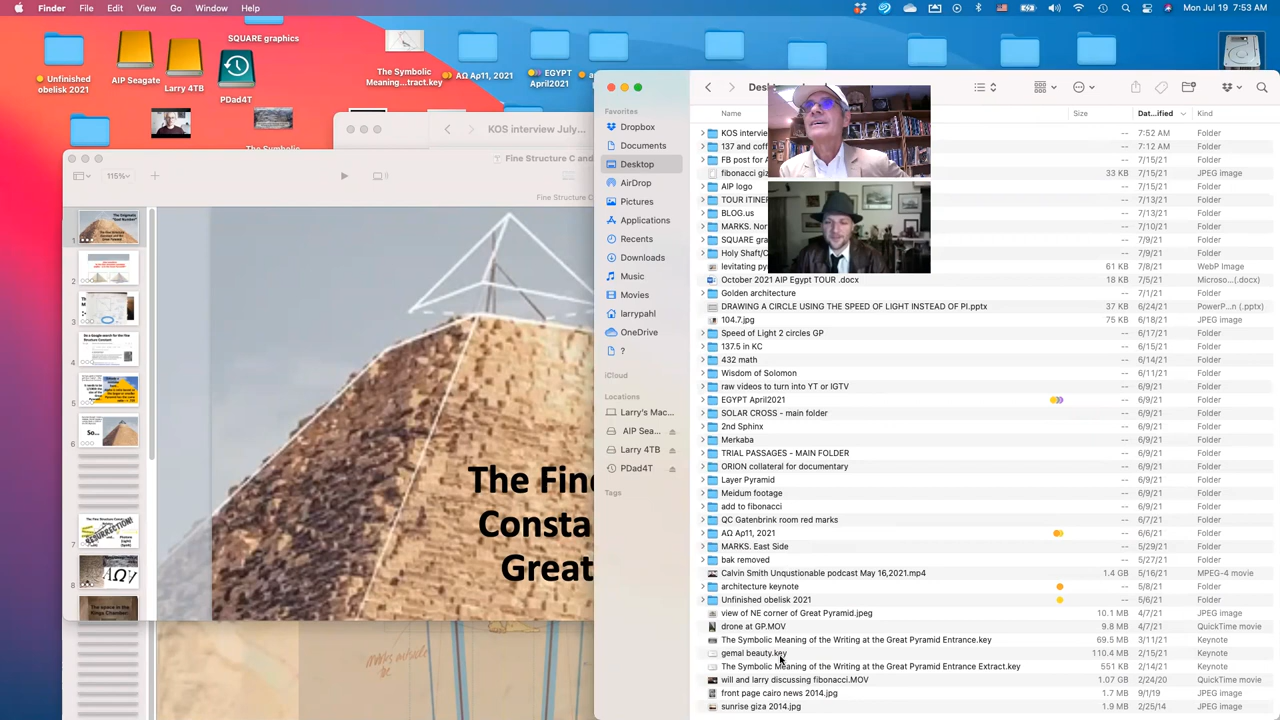 Finder File Edit View Go Window Help
Mon Jul 19 7:53 AM
SQUARE graphics
Unfinished
obelisk 2021
AIP Seagate
Larry 4TB
PDad4T
The Symbolic
Meaning...tract.key
ΑΩ Αρ11, 2021
EGYPT
April2021
The Symbolic
KOS interview July...
Fine Structure C and
115%
Fine Structure C
1
2
3
4
5
6
7
8
The Fine
Consta
Great
Favorites
Dropbox
Documents
Desktop
AirDrop
Pictures
Applications
Recents
Downloads
Music
Movies
larrypahl
OneDrive
?
iCloud
Locations
Larry's Mac...
AIP Sea...
Larry 4TB
PDad4T
Tags
Name Size Dat...ified Kind
KOS intervie -- 7:52 AM Folder
137 and coff -- 7:12 AM Folder
FB post for A -- 7/15/21 Folder
fibonacci giz 33 KB 7/15/21 JPEG image
AIP logo -- 7/15/21 Folder
TOUR ITINER -- 7/13/21 Folder
BLOG.us -- 7/13/21 Folder
MARKS. Nor -- 7/10/21 Folder
SQUARE gra -- 7/9/21 Folder
Holy Shaft/C -- 7/8/21 Folder
levitating py 61 KB 7/8/21 WebP Image
October 2021 AIP Egypt TOUR .docx 18 KB 7/5/21 Microso...(.docx)
Golden architecture -- 7/1/21 Folder
DRAWING A CIRCLE USING THE SPEED OF LIGHT INSTEAD OF PI.pptx 37 KB 6/24/21 PowerP...n (.pptx)
104.7.jpg 75 KB 6/18/21 JPEG image
Speed of Light 2 circles GP -- 6/17/21 Folder
137.5 in KC -- 6/15/21 Folder
432 math -- 6/14/21 Folder
Wisdom of Solomon -- 6/11/21 Folder
raw videos to turn into YT or IGTV -- 6/9/21 Folder
EGYPT April2021 -- 6/9/21 Folder
SOLAR CROSS - main folder -- 6/9/21 Folder
2nd Sphinx -- 6/9/21 Folder
Merkaba -- 6/9/21 Folder
TRIAL PASSAGES - MAIN FOLDER -- 6/9/21 Folder
ORION collateral for documentary -- 6/9/21 Folder
Layer Pyramid -- 6/9/21 Folder
Meidum footage -- 6/9/21 Folder
add to fibonacci -- 6/9/21 Folder
QC Gatenbrink room red marks -- 6/7/21 Folder
ΑΩ Αρ11, 2021 -- 6/6/21 Folder
MARKS. East Side -- 5/29/21 Folder
bak removed -- 5/27/21 Folder
Calvin Smith Unqustionable podcast May 16,2021.mp4 1.4 GB 5/16/21 MPEG-4 movie
architecture keynote -- 5/8/21 Folder
Unfinished obelisk 2021 -- 5/6/21 Folder
view of NE corner of Great Pyramid.jpeg 10.1 MB 4/7/21 JPEG image
drone at GP.MOV 9.8 MB 4/7/21 QuickTime movie
The Symbolic Meaning of the Writing at the Great Pyramid Entrance.key 69.5 MB 3/11/21 Keynote
gemal beauty.key 110.4 MB 2/15/21 Keynote
The Symbolic Meaning of the Writing at the Great Pyramid Entrance Extract.key 551 KB 2/14/21 Keynote
will and larry discussing fibonacci.MOV 1.07 GB 2/24/20 QuickTime movie
front page cairo news 2014.jpg 1.7 MB 9/1/19 JPEG image
sunrise giza 2014.jpg 1.8 MB 2/25/14 JPEG image